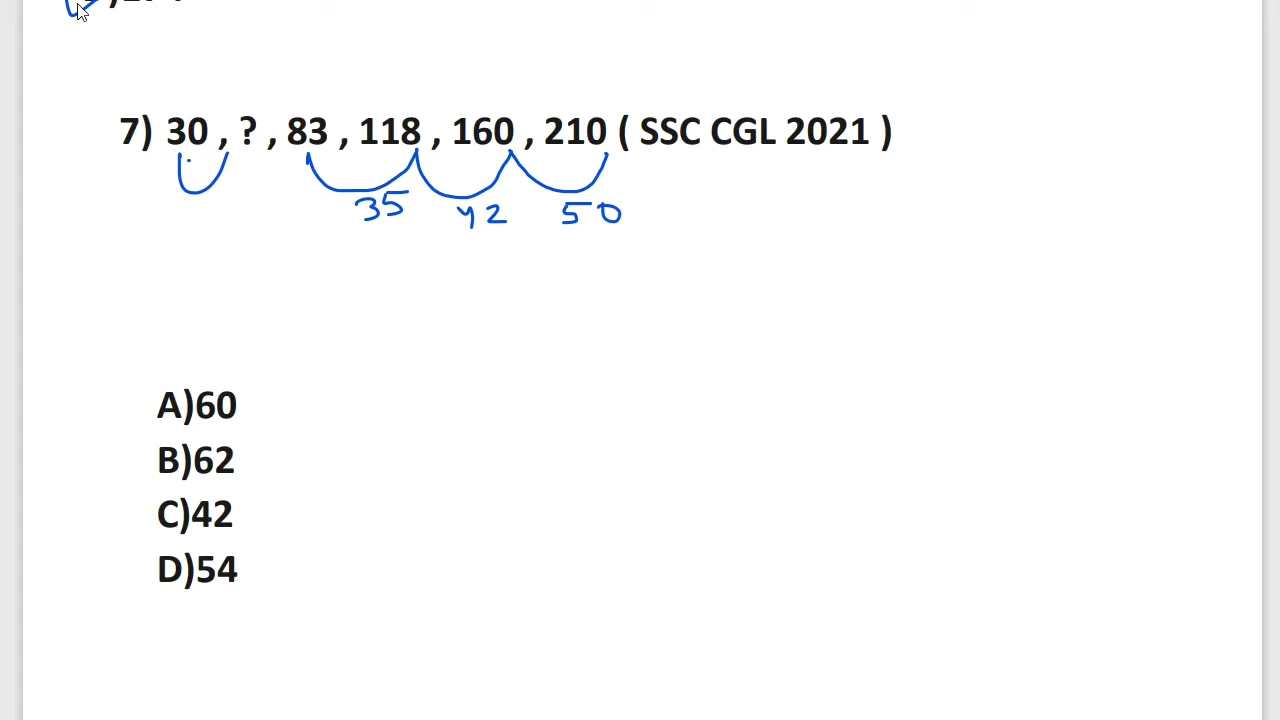 7) 30 , ? , 83 , 118 , 160 , 210 ( SSC CGL 2021 )
35 42 50
A)60
B)62
C)42
D)54